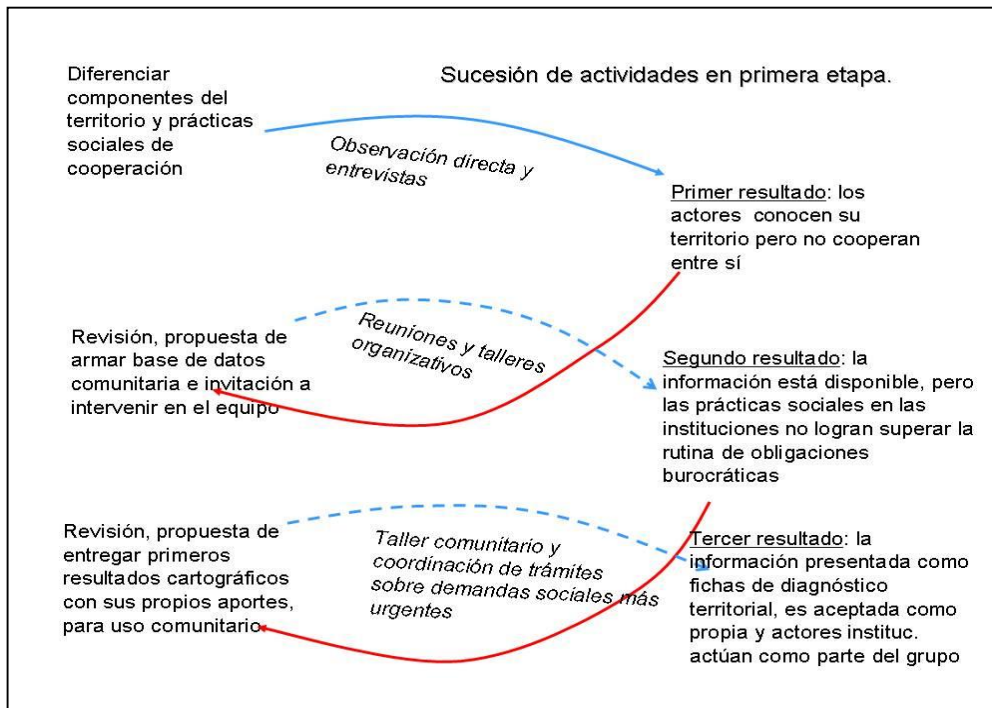 Sucesión de actividades en primera etapa.
Diferenciar
componentes del
territorio y prácticas
sociales de
cooperación
Observación directa y
entrevistas
Primer resultado: los
actores conocen su
territorio pero no cooperan
entre sí
Revisión, propuesta de
armar base de datos
comunitaria e invitación a
intervenir en el equipo
Reuniones y talleres
organizativos
Segundo resultado: la
información está disponible, pero
las prácticas sociales en las
instituciones no logran superar la
rutina de obligaciones
burocráticas
Revisión, propuesta de
entregar primeros
resultados cartográficos
con sus propios aportes,
para uso comunitario
Taller comunitario y
coordinación de trámites
sobre demandas sociales más
urgentes
Tercer resultado: la
información presentada como
fichas de diagnóstico
territorial, es aceptada como
propia y actores instituc.
actúan como parte del grupo